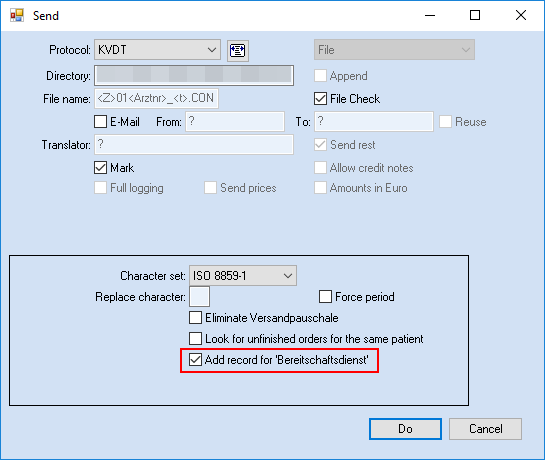 Send
Protocol: KVDT File
Directory: Append
File name: <Z>01<Arztnr>_<t>.CON File Check
E-Mail From: ? To: ? Reuse
Translator: ? Send rest
Mark Allow credit notes
Full logging Send prices Amounts in Euro
Character set: ISO 8859-1
Replace character: Force period
Eliminate Versandpauschale
Look for unfinished orders for the same patient
Add record for 'Bereitschaftsdienst'
Do Cancel